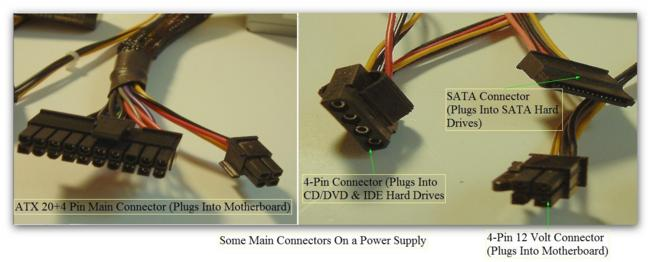 ATX 20+4 Pin Main Connector (Plugs Into Motherboard)
4-Pin Connector (Plugs Into
CD/DVD & IDE Hard Drives
SATA Connector
(Plugs Into SATA Hard
Drives)
4-Pin 12 Volt Connector
(Plugs Into Motherboard)
Some Main Connectors On a Power Supply